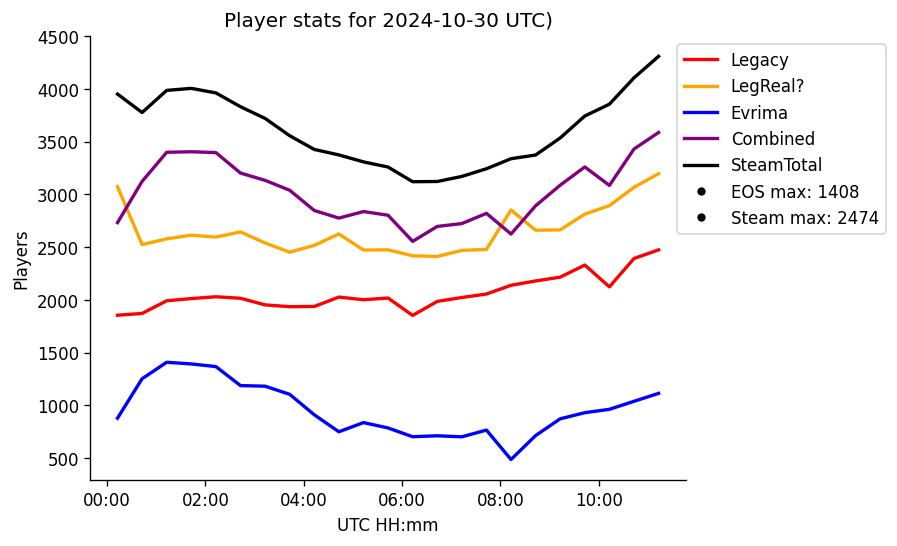 Player stats for 2024-10-30 UTC)
4500
4000
3500
3000
2500
2000
1500
1000
500
Players
00:00 02:00 04:00 06:00 08:00 10:00
UTC HH:mm
Legacy
LegReal?
Evrima
Combined
SteamTotal
EOS max: 1408
Steam max: 2474